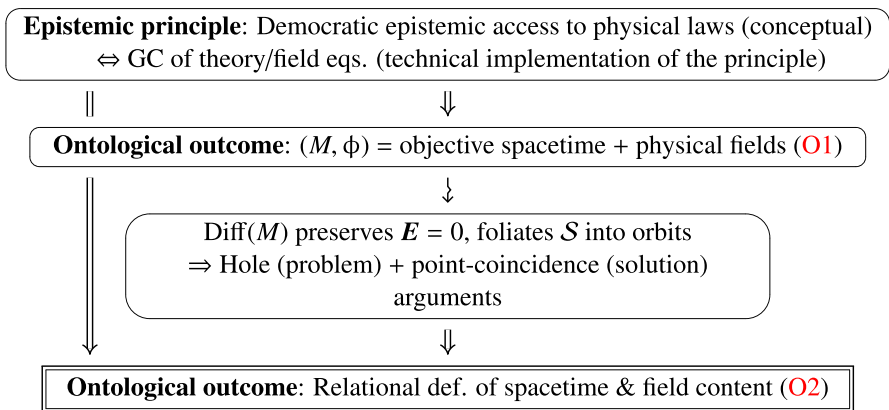 Epistemic principle: Democratic epistemic access to physical laws (conceptual)
⇔ GC of theory/field eqs. (technical implementation of the principle)
Ontological outcome: (M, ϕ) = objective spacetime + physical fields (O1)
Diff(M) preserves E = 0, foliates S into orbits
⇒ Hole (problem) + point-coincidence (solution)
arguments
Ontological outcome: Relational def. of spacetime & field content (O2)